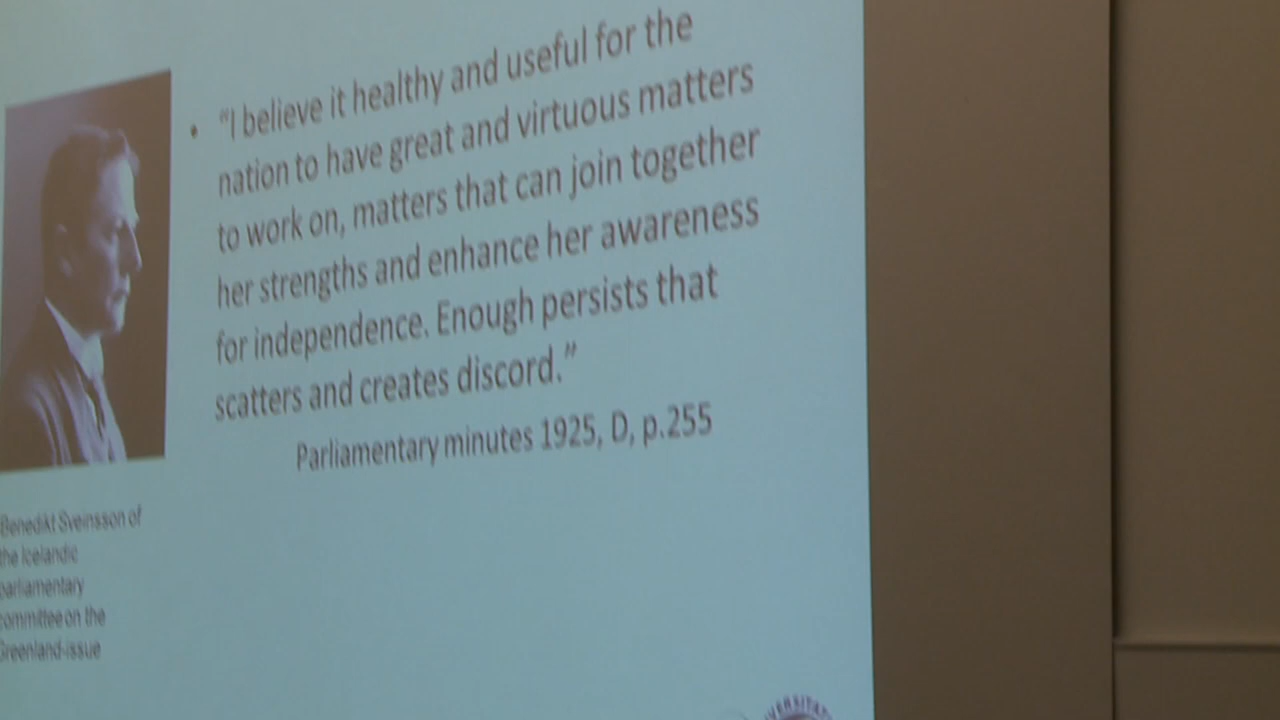 • “I believe it healthy and useful for the
nation to have great and virtuous matters
to work on, matters that can join together
her strengths and enhance her awareness
for independence. Enough persists that
scatters and creates discord.”
Parliamentary minutes 1925, D, p.255
Benedikt Sveinsson of
the Icelandic
parliamentary
committee on the
Greenland-issue